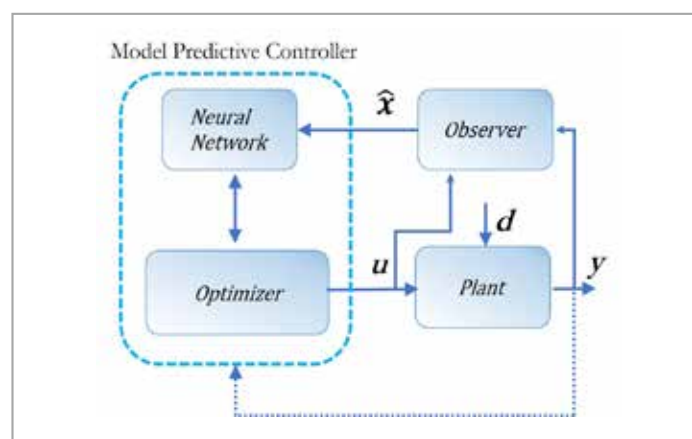 Model Predictive Controller
Neural
Network
x̂
Observer
d
u
y
Optimizer
Plant